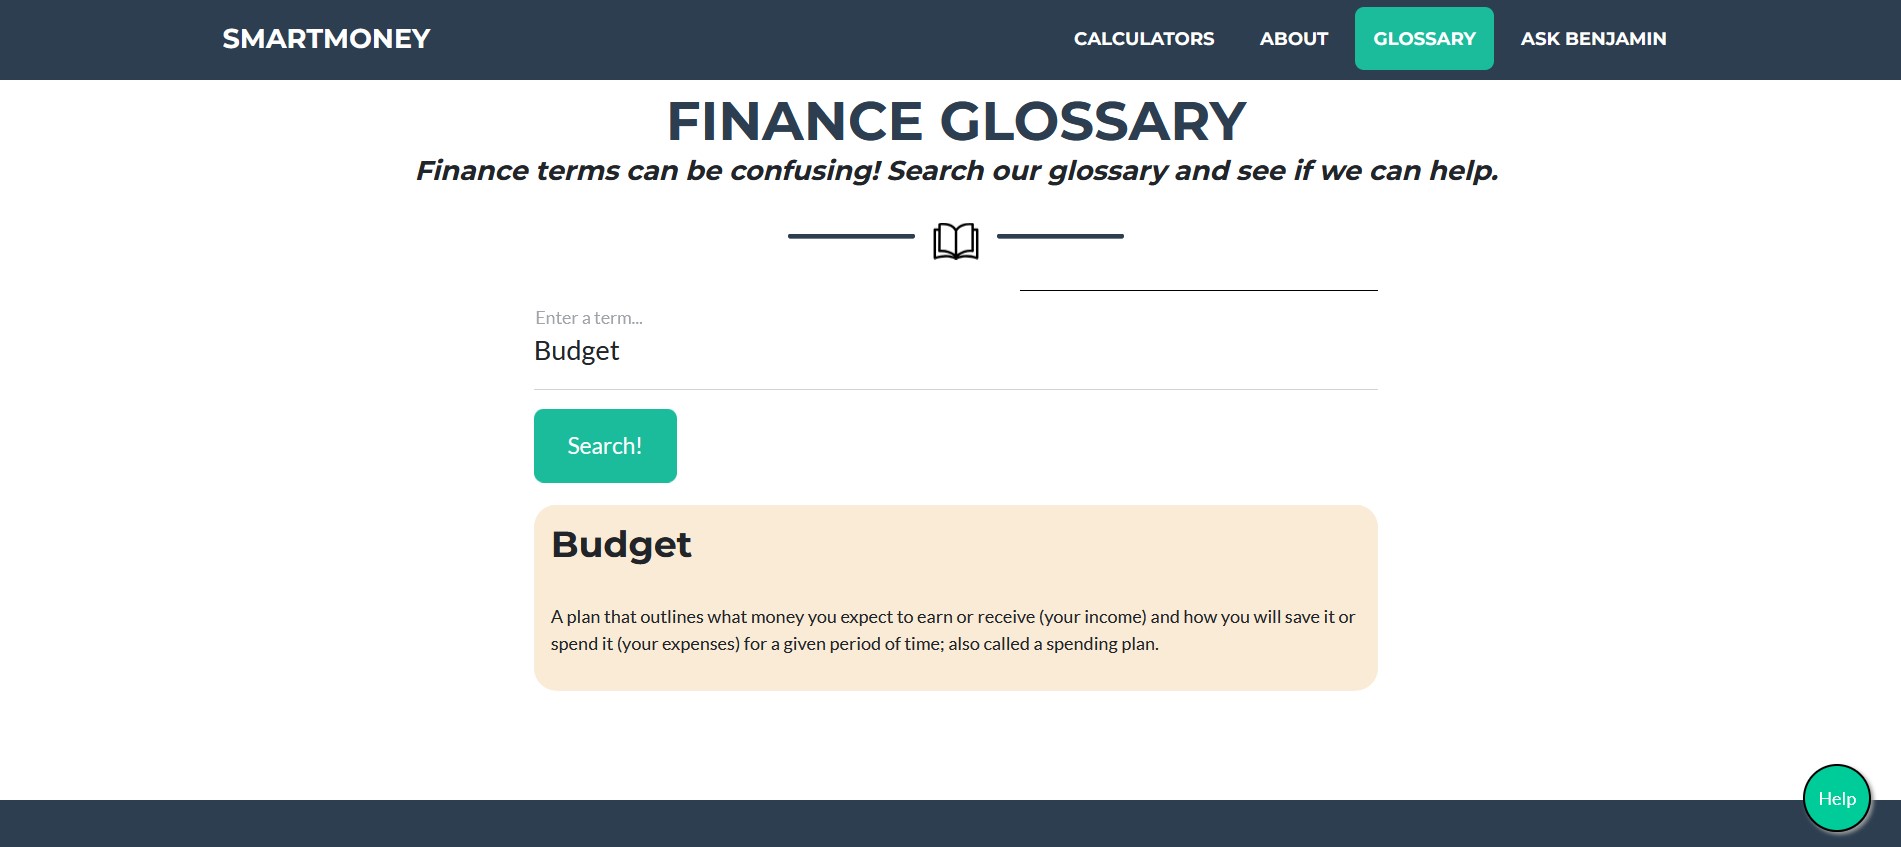 SMARTMONEY
CALCULATORS
ABOUT
GLOSSARY
ASK BENJAMIN
FINANCE GLOSSARY
Finance terms can be confusing! Search our glossary and see if we can help.
Enter a term...
Budget
Search!
Budget
A plan that outlines what money you expect to earn or receive (your income) and how you will save it or
spend it (your expenses) for a given period of time; also called a spending plan.
Help